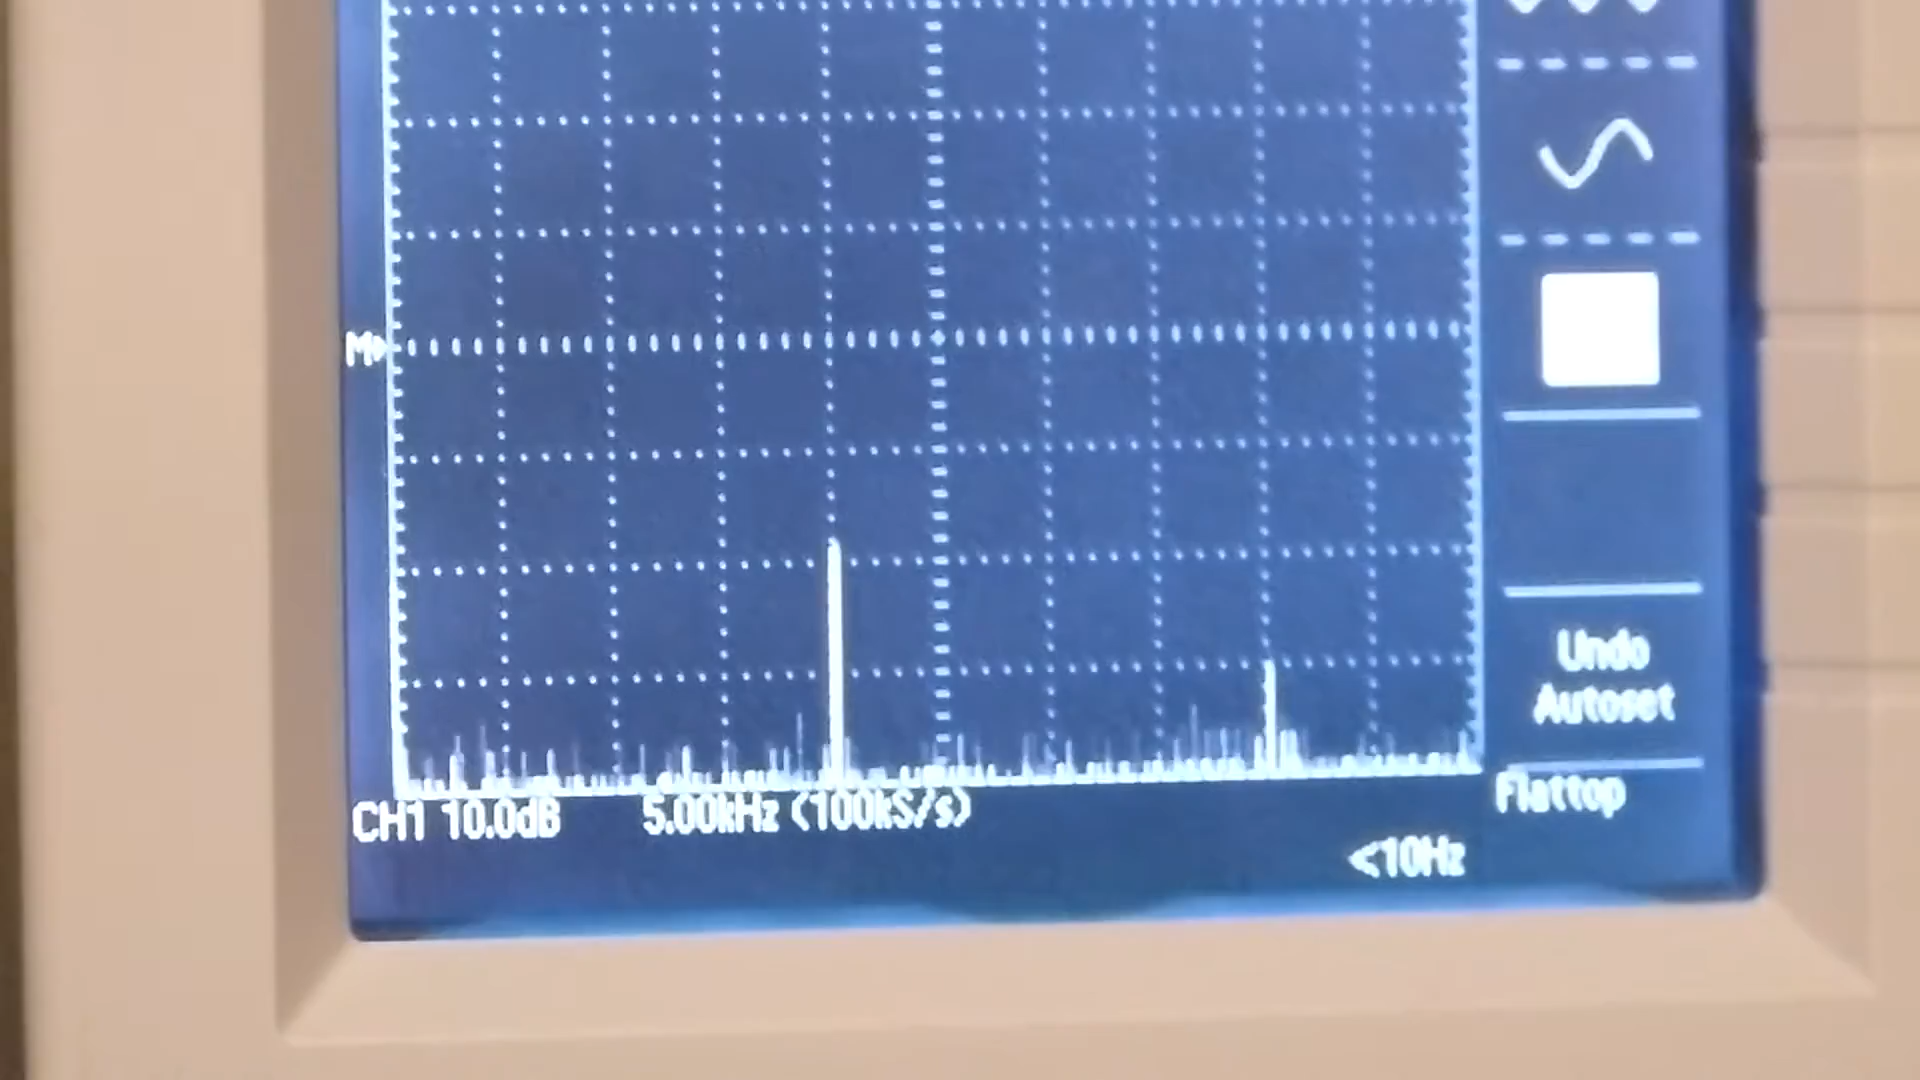 M
Undo
Autoset
Flattop
CH1 10.0dB 5.00kHz (100kS/s)
<10Hz